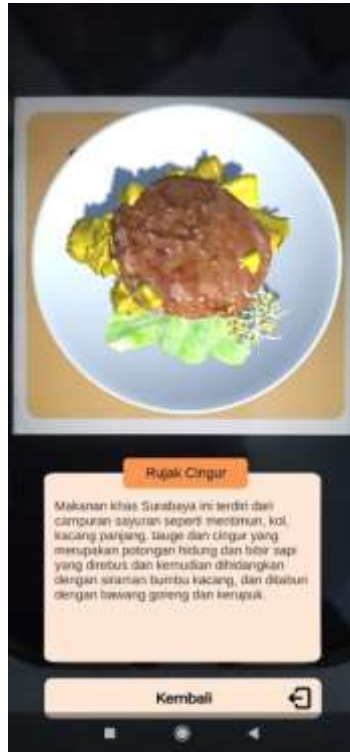 Rujak Cingur
Makanan khas Surabaya ini terdiri dari
campuran sayuran seperti mentimun, kol,
kacang panjang, tauge dan cingur yang
merupakan potongan hidung dan bibir sapi
yang direbus dan kemudian dihidangkan
dengan siraman bumbu kacang, dan ditaburi
dengan bawang goreng dan kerupuk.
Kembali